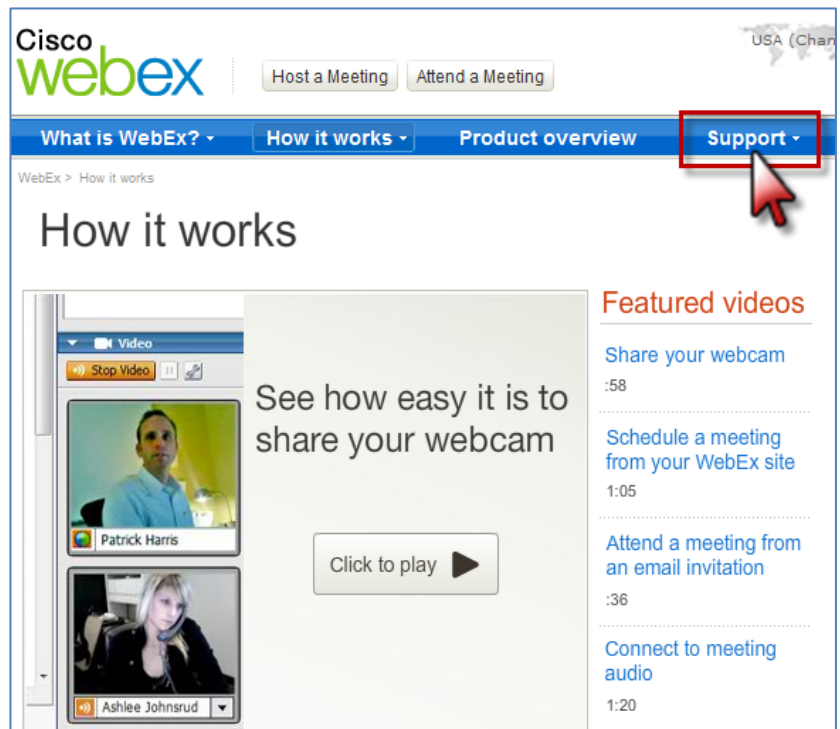 Cisco
webex
USA (Chan
Host a Meeting
Attend a Meeting
What is WebEx?
How it works
Product overview
Support
WebEx > How it works
How it works
Video
Stop Video
Patrick Harris
Ashlee Johnsrud
See how easy it is to
share your webcam
Click to play
Featured videos
Share your webcam
:58
Schedule a meeting
from your WebEx site
1:05
Attend a meeting from
an email invitation
:36
Connect to meeting
audio
1:20